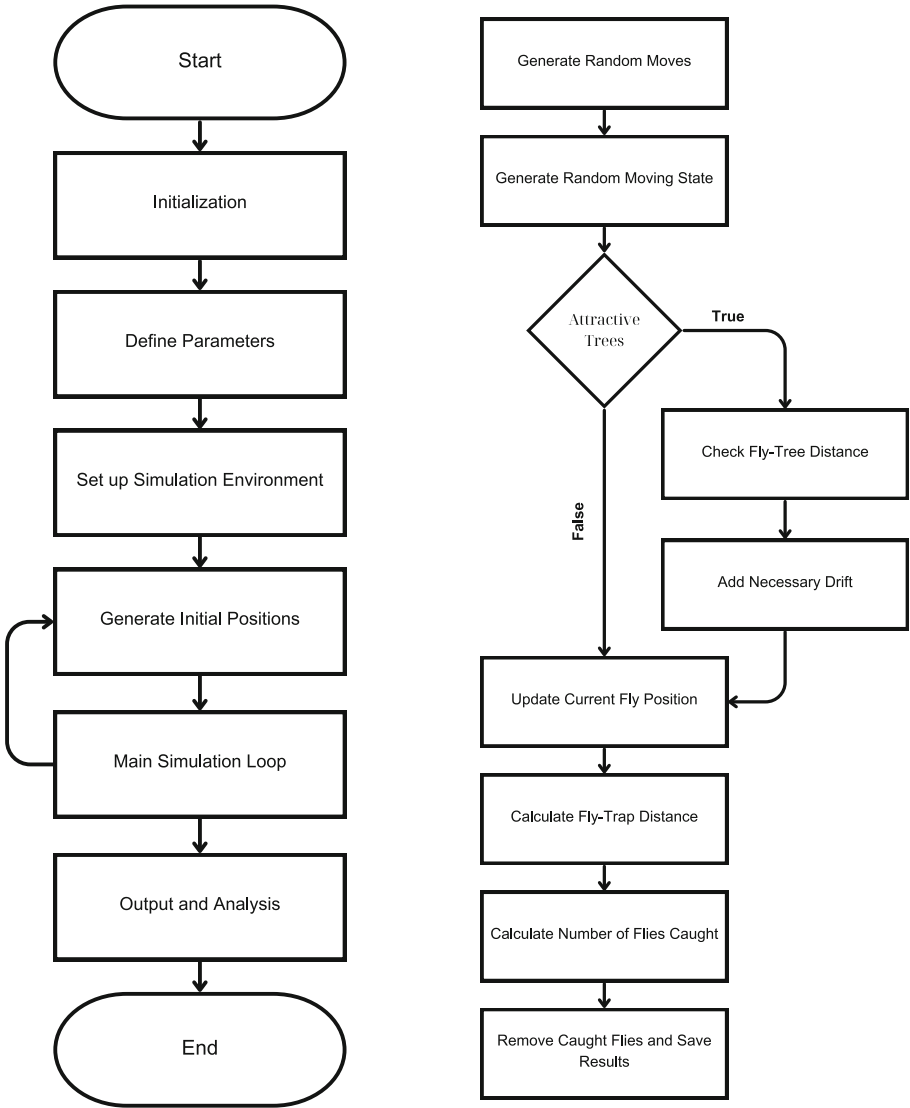 Start
Initialization
Define Parameters
Set up Simulation Environment
Generate Initial Positions
Main Simulation Loop
Output and Analysis
End
Generate Random Moves
Generate Random Moving State
Attractive
Trees
True
False
Check Fly-Tree Distance
Add Necessary Drift
Update Current Fly Position
Calculate Fly-Trap Distance
Calculate Number of Flies Caught
Remove Caught Flies and Save
Results